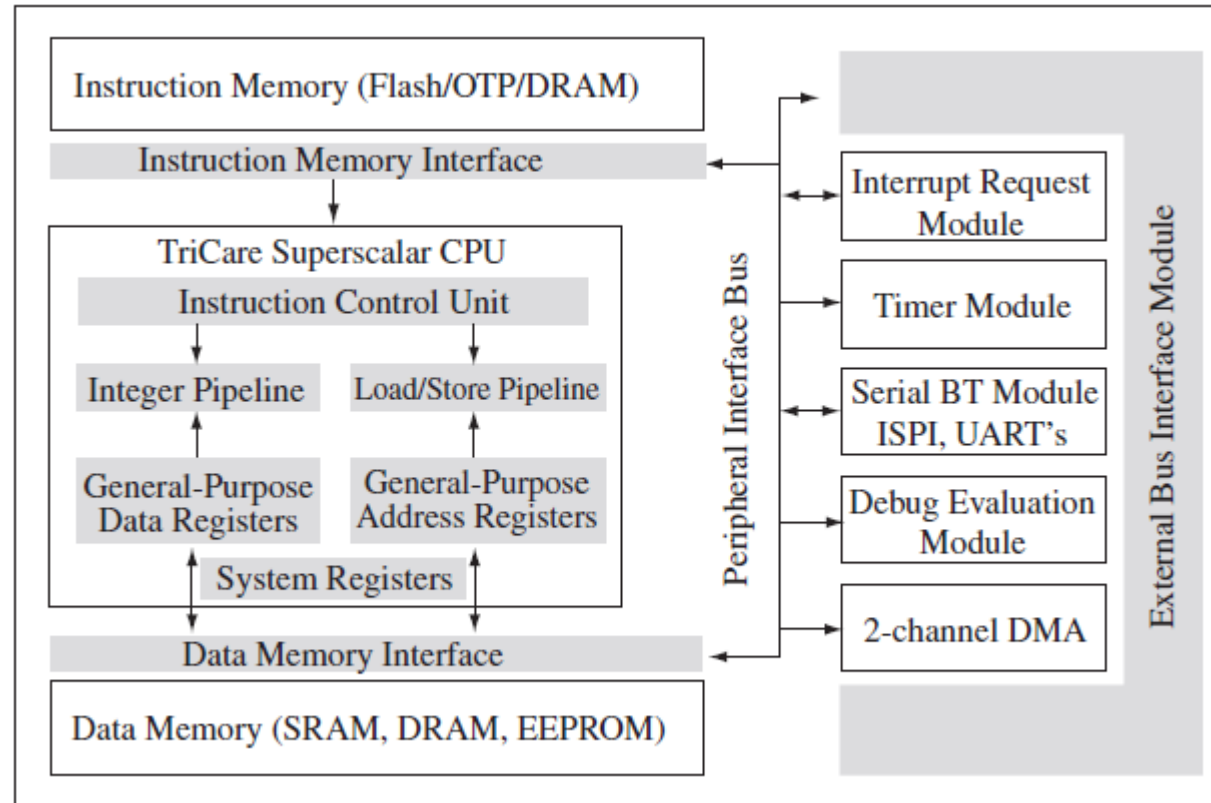 Instruction Memory (Flash/OTP/DRAM)
Instruction Memory Interface
TriCare Superscalar CPU
Instruction Control Unit
Integer Pipeline
Load/Store Pipeline
General-Purpose
Data Registers
General-Purpose
Address Registers
System Registers
Data Memory Interface
Data Memory (SRAM, DRAM, EEPROM)
Peripheral Interface Bus
Interrupt Request
Module
Timer Module
Serial BT Module
ISPI, UART's
Debug Evaluation
Module
2-channel DMA
External Bus Interface Module